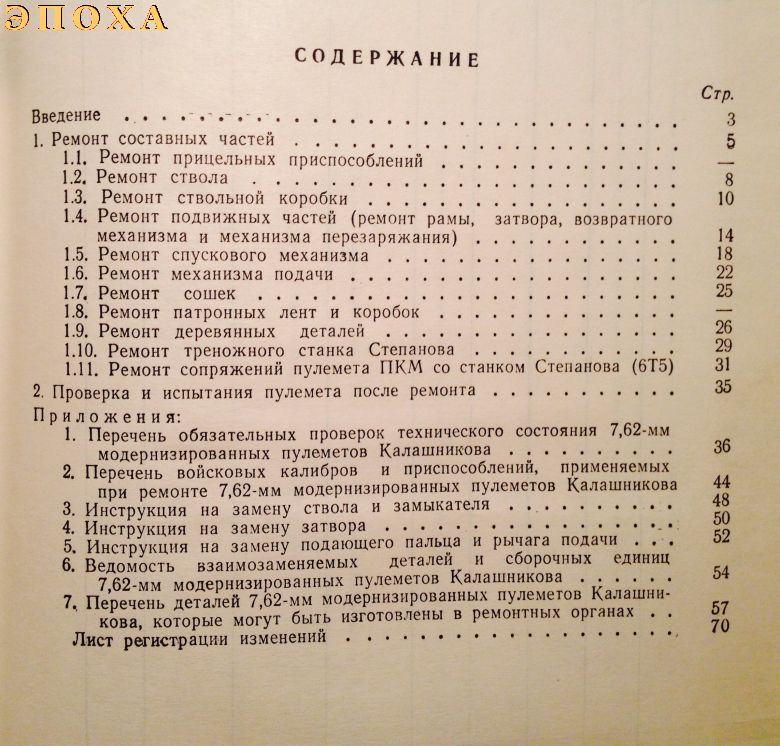 ЭПОХА
СОДЕРЖАНИЕ
Стр.
Введение . . . . . . . . . . . . . . . . . . . . . . 3
1. Ремонт составных частей . . . . . . . . . . . . . . . 5
1.1. Ремонт прицельных приспособлений . . . . . . . . . . —
1.2. Ремонт ствола . . . . . . . . . . . . . . . . . 8
1.3. Ремонт ствольной коробки . . . . . . . . . . . . . 10
1.4. Ремонт подвижных частей (ремонт рамы, затвора, возвратного
механизма и механизма перезаряжания) . . . . . . . . . 14
1.5. Ремонт спускового механизма . . . . . . . . . . . . 18
1.6. Ремонт механизма подачи . . . . . . . . . . . . . 22
1.7. Ремонт сошек . . . . . . . . . . . . . . . . . 25
1.8. Ремонт патронных лент и коробок . . . . . . . . . . —
1.9. Ремонт деревянных деталей . . . . . . . . . . . . 26
1.10. Ремонт треножного станка Степанова . . . . . . . . . 29
1.11. Ремонт сопряжений пулемета ПКМ со станком Степанова (6Т5) 31
2. Проверка и испытания пулемета после ремонта . . . . . . . . . 35
Приложения:
1. Перечень обязательных проверок технического состояния 7,62-мм
модернизированных пулеметов Калашникова . . . . . . . . . 36
2. Перечень войсковых калибров и приспособлений, применяемых
при ремонте 7,62-мм модернизированных пулеметов Калашникова 44
3. Инструкция на замену ствола и замыкателя . . . . . . . . 48
4. Инструкция на замену затвора . . . . . . . . . . . . . 50
5. Инструкция на замену подающего пальца и рычага подачи . . . 52
6. Ведомость взаимозаменяемых деталей и сборочных единиц
7,62-мм модернизированных пулеметов Калашникова . . . . . . 54
7. Перечень деталей 7,62-мм модернизированных пулеметов Калашни-
кова, которые могут быть изготовлены в ремонтных органах . . 57
Лист регистрации изменений . . . . . . . . . . . . . . 70